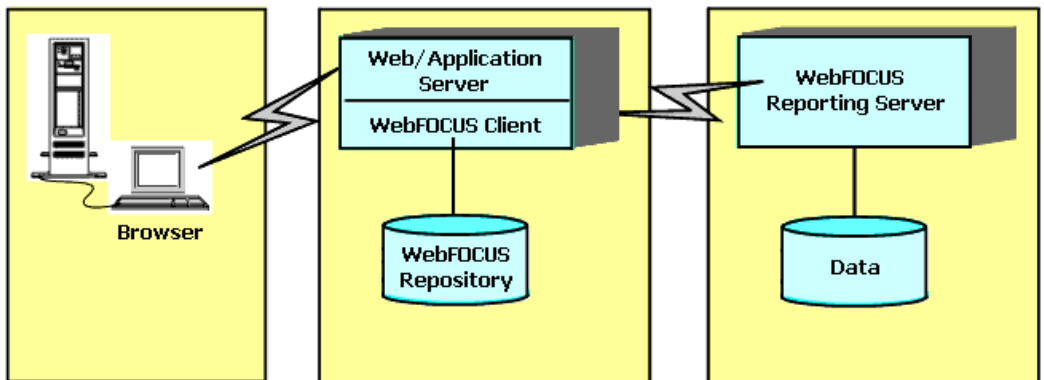 Browser
Web/Application
Server
WebFOCUS Client
WebFOCUS
Repository
WebFOCUS
Reporting Server
Data